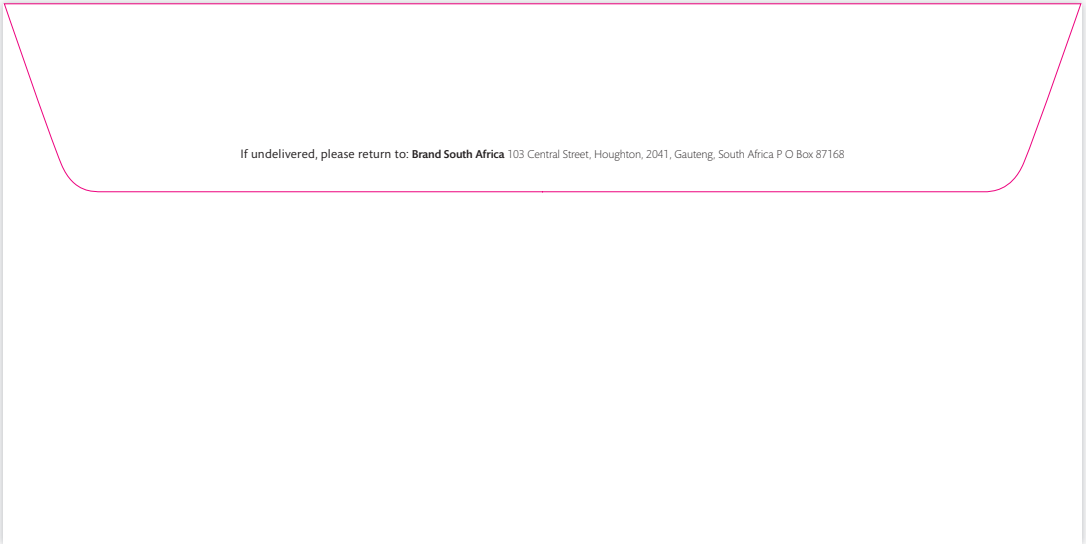 If undelivered, please return to: Brand South Africa 103 Central Street, Houghton, 2041, Gauteng, South Africa P O Box 87168